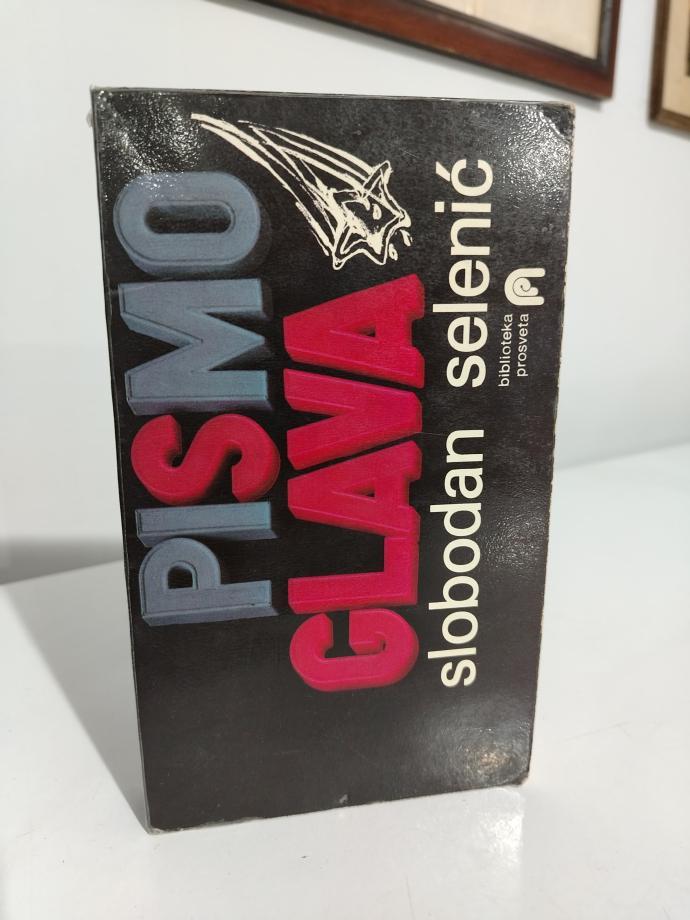 PISMO
GLAVA
slobodan selenić
biblioteka
prosveta